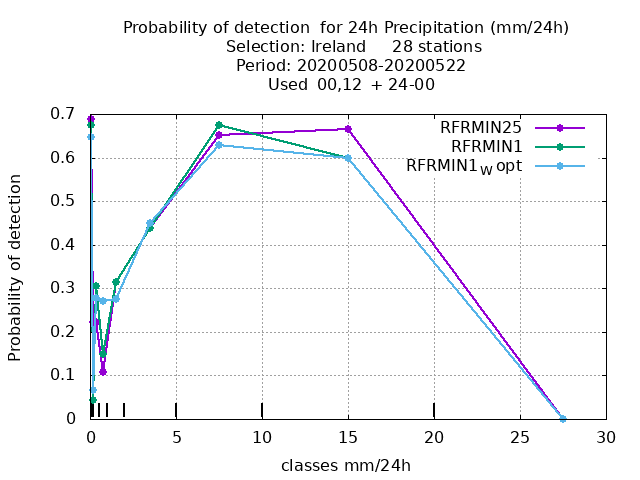 Probability of detection  for 24h Precipitation (mm/24h)
Selection: Ireland     28 stations
Period: 20200508-20200522
Used  00,12  + 24-00
0.7
0.6
0.5
0.4
0.3
0.2
0.1
0
Probability of detection
RFRMIN25
RFRMIN1
RFRMIN1W opt
0 5 10 15 20 25 30
classes mm/24h